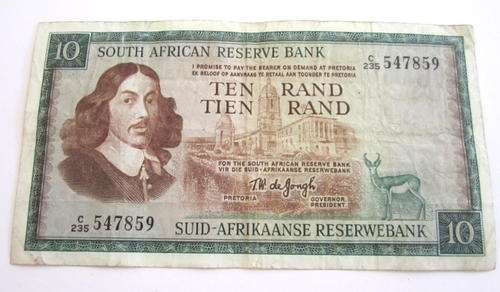 10 SOUTH AFRICAN RESERVE BANK
I PROMISE TO PAY THE BEARER ON DEMAND AT PRETORIA
EK BELOOF OP AANVRAAG TE BETAAL AAN TOONDER TE PRETORIA
C/235 547859
TEN RAND
TIEN RAND
FOR THE SOUTH AFRICAN RESERVE BANK
VIR DIE SUID-AFRIKAANSE RESERWEBANK
TW de Jongh
PRETORIA GOVERNOR
PRESIDENT
C/235 547859
SUID-AFRIKAANSE RESERWEBANK 10